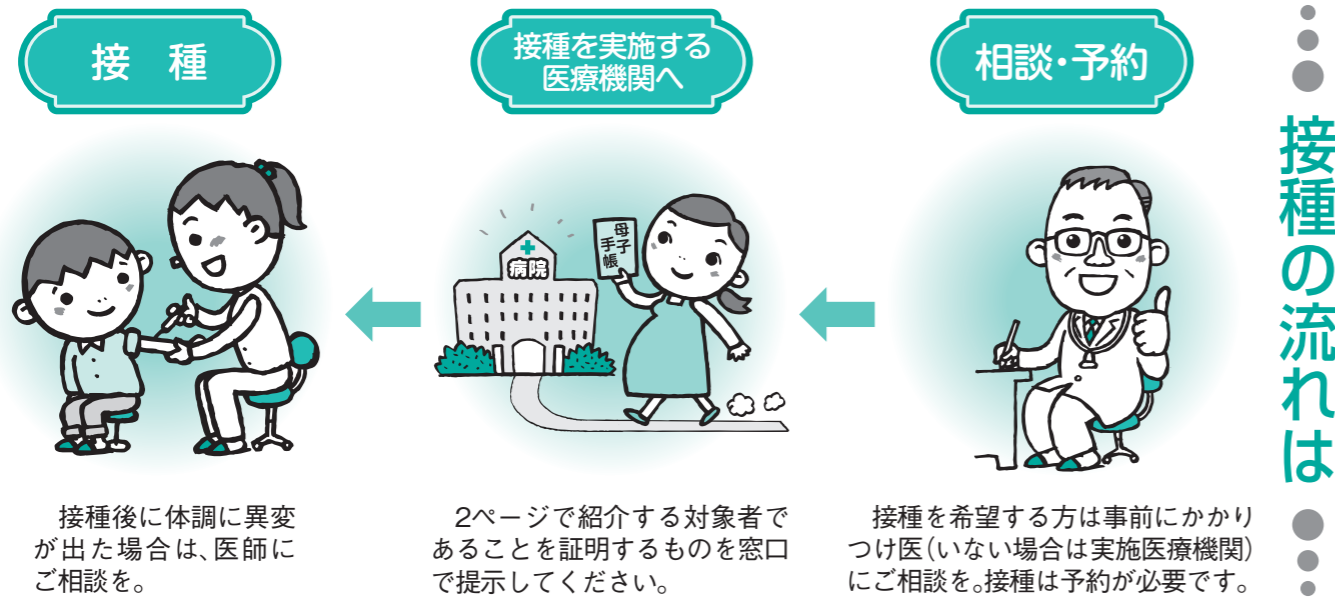 接種の流れは
相談・予約
接種を希望する方は事前にかかり
つけ医(いない場合は実施医療機関)
にご相談を。接種は予約が必要です。
接種を実施する
医療機関へ
母子
手帳
病院
2ページで紹介する対象者で
あることを証明するものを窓口
で提示してください。
接 種
接種後に体調に異変
が出た場合は、医師に
ご相談を。